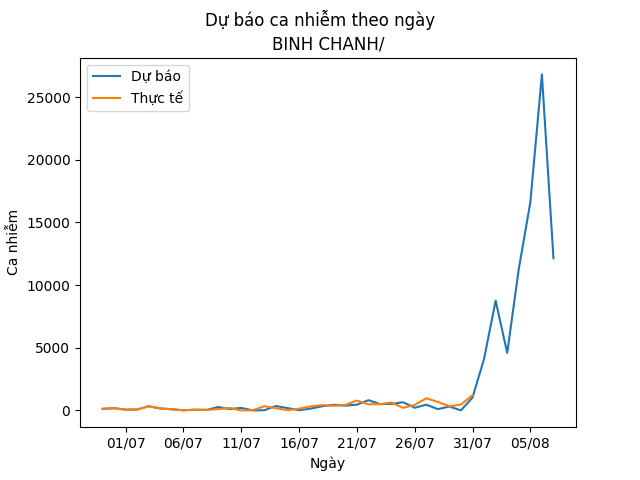 Dự báo ca nhiễm theo ngày
BINH CHANH/
Dự báo
Thực tế
25000
20000
15000
10000
5000
0
Ca nhiễm
01/07 06/07 11/07 16/07 21/07 26/07 31/07 05/08
Ngày